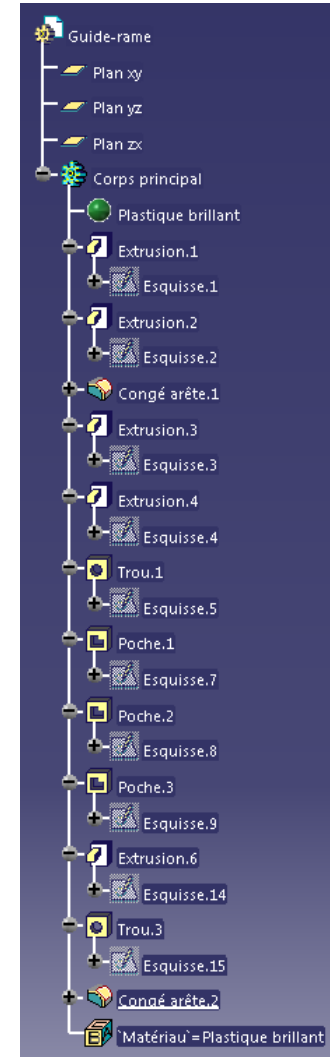 Guide-rame
Plan xy
Plan yz
Plan zx
Corps principal
Plastique brillant
Extrusion.1
Esquisse.1
Extrusion.2
Esquisse.2
Congé arête.1
Extrusion.3
Esquisse.3
Extrusion.4
Esquisse.4
Trou.1
Esquisse.5
Poche.1
Esquisse.7
Poche.2
Esquisse.8
Poche.3
Esquisse.9
Extrusion.6
Esquisse.14
Trou.3
Esquisse.15
Congé arête.2
`Matériau`=Plastique brillant